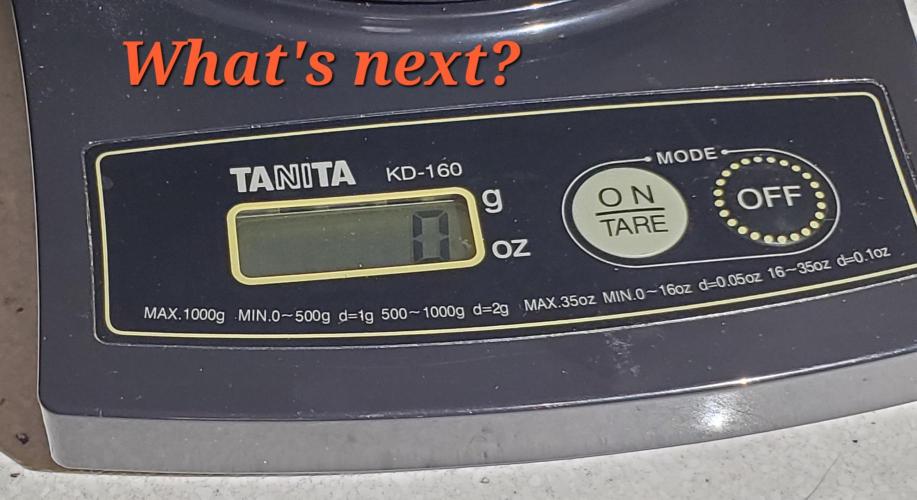 What's next?
TANITA KD-160
MODE
0 g
oz
ON
TARE
OFF
MAX.1000g MIN.0~500g d=1g 500~1000g d=2g MAX.35oz MIN.0~16oz d=0.05oz 16~35oz d=0.1oz